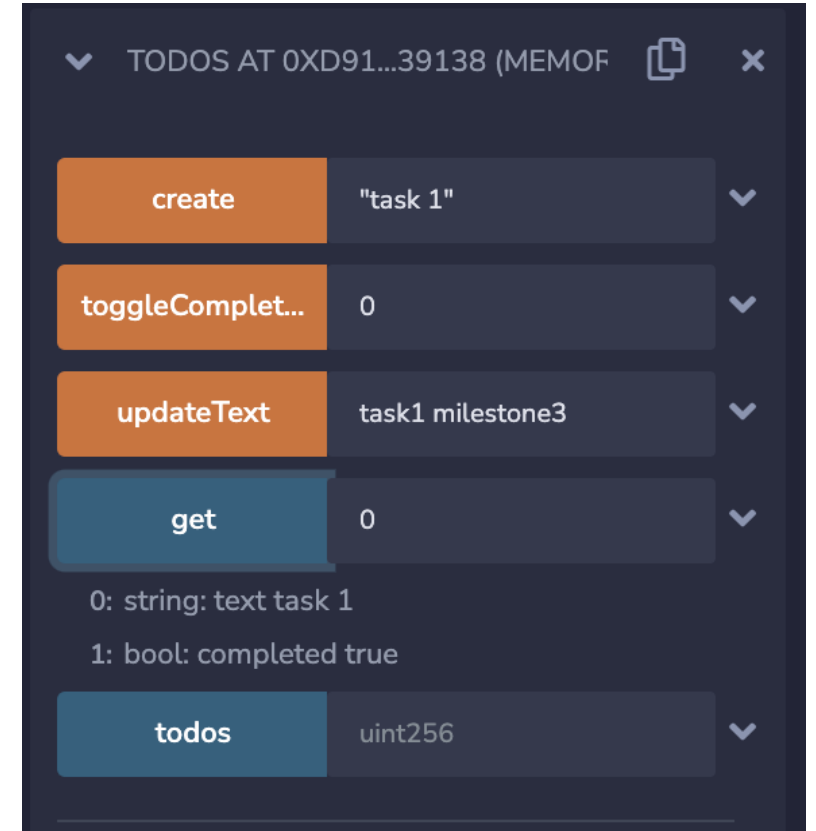 TODOS AT 0XD91...39138 (MEMOR
create "task 1"
toggleComplet... 0
updateText task1 milestone3
get 0
0: string: text task 1
1: bool: completed true
todos uint256